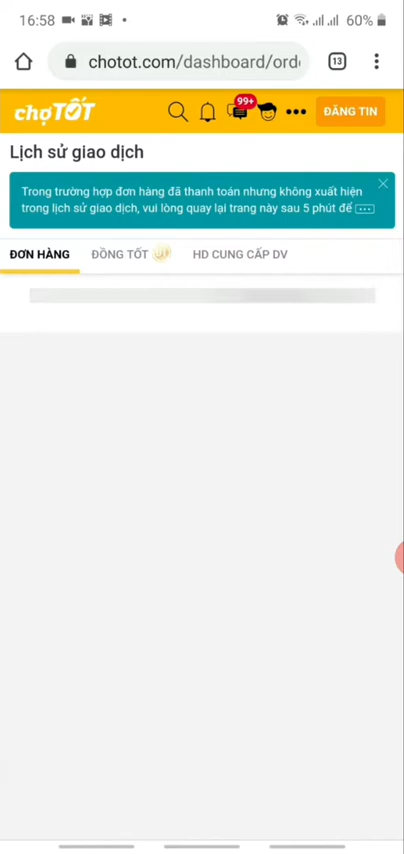 16:58
60%
chotot.com/dashboard/orde
13
chợTỐT
99+
ĐĂNG TIN
Lịch sử giao dịch
Trong trường hợp đơn hàng đã thanh toán nhưng không xuất hiện
trong lịch sử giao dịch, vui lòng quay lại trang này sau 5 phút để
ĐƠN HÀNG
ĐỒNG TỐT
ĐT
HD CUNG CẤP DV